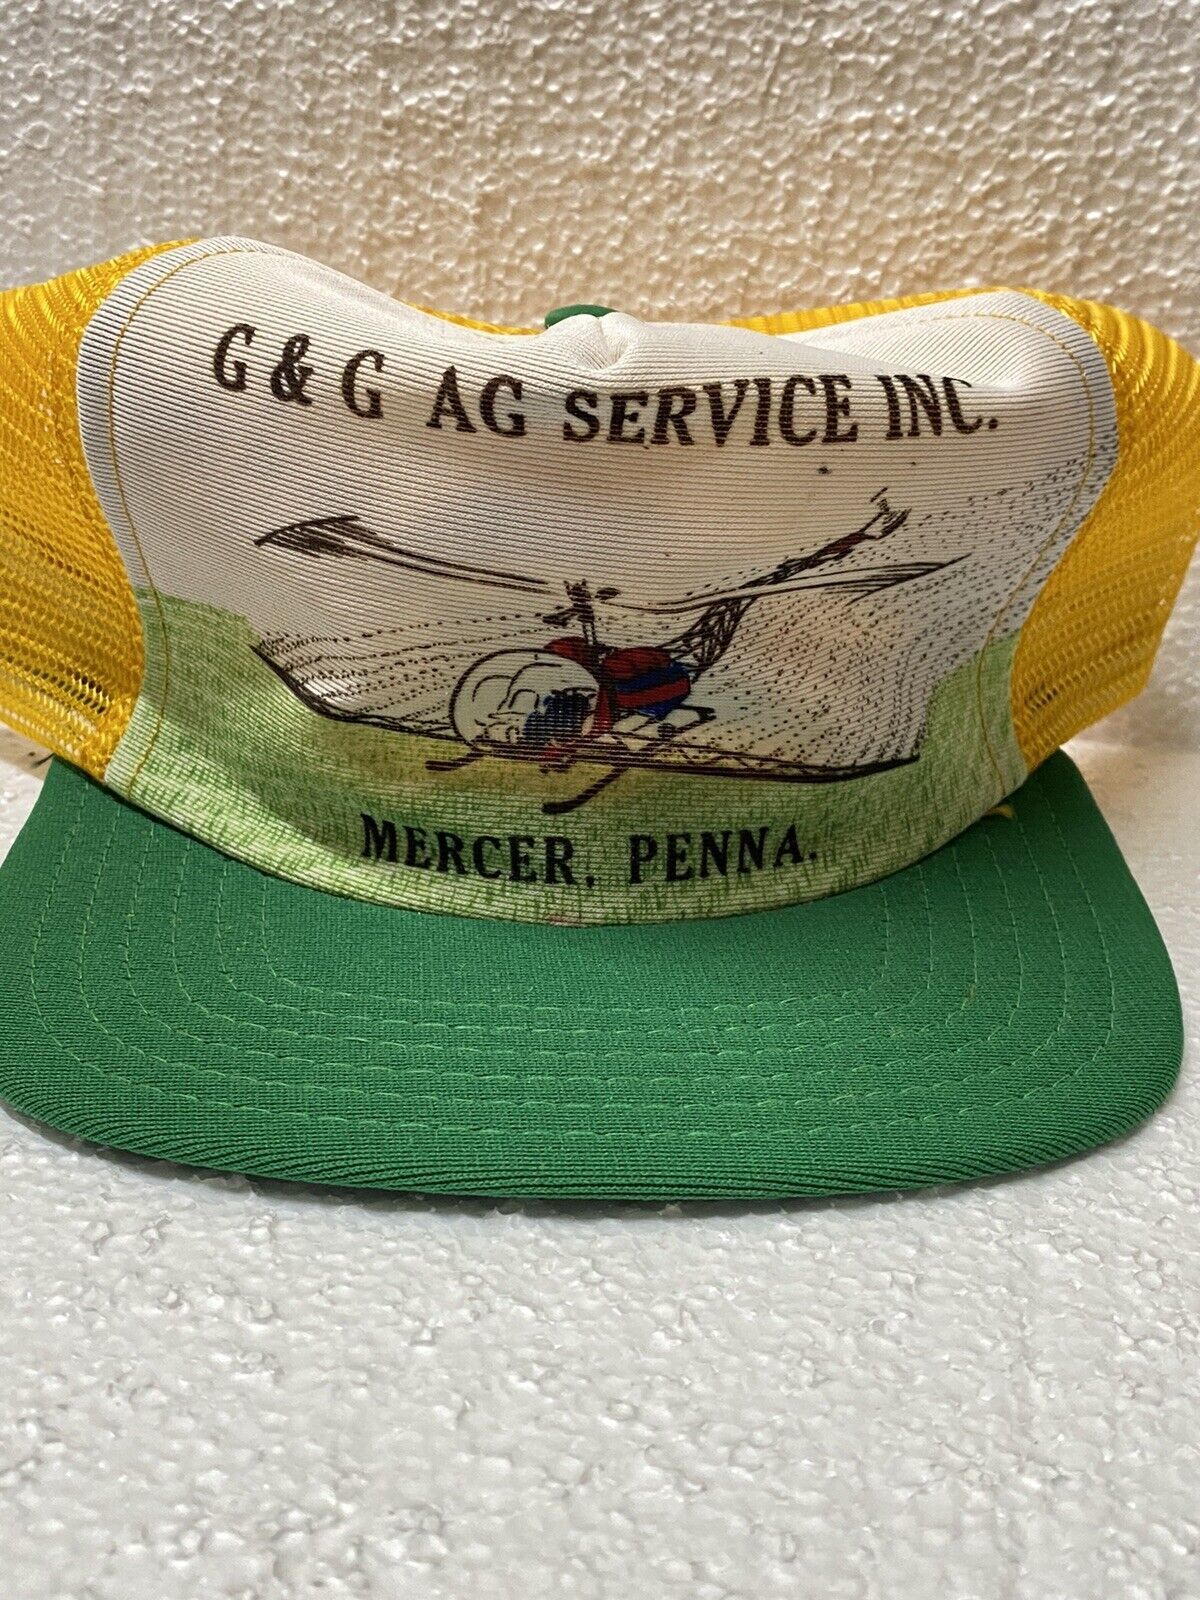 G & G AG SERVICE INC.
MERCER, PENNA.